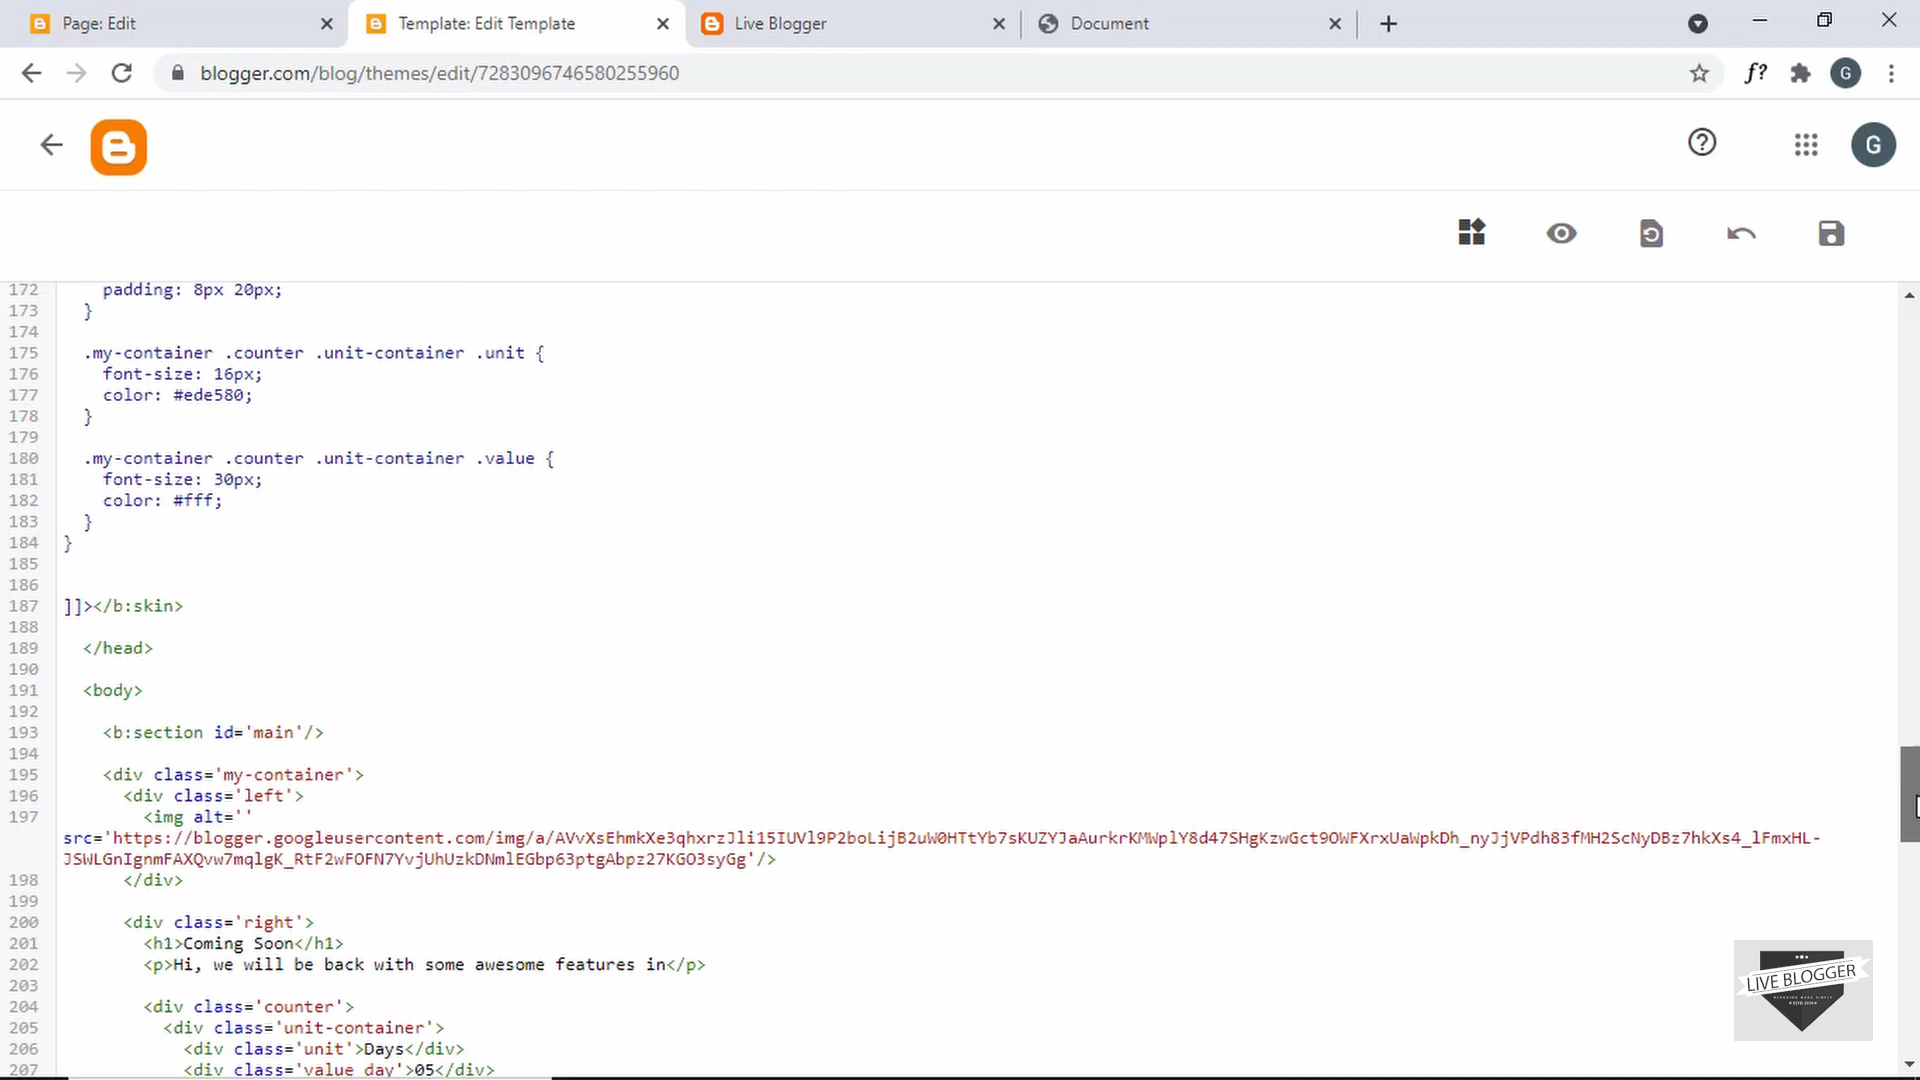 Page: Edit
Template: Edit Template
Live Blogger
Document
blogger.com/blog/themes/edit/7283096746580255960
f?
G
G
172 padding: 8px 20px;
173 }
174
175 .my-container .counter .unit-container .unit {
176 font-size: 16px;
177 color: #ede580;
178 }
179
180 .my-container .counter .unit-container .value {
181 font-size: 30px;
182 color: #fff;
183 }
184 }
185
186
187 ]]></b:skin>
188
189 </head>
190
191 <body>
192
193 <b:section id='main'/>
194
195 <div class='my-container'>
196 <div class='left'>
197 <img alt=''
src='https://blogger.googleusercontent.com/img/a/AVvXsEhmkXe3qhxrzJli15IUVl9P2boLijB2uW0HTtYb7sKUZYJaAurkrKMWplY8d47SHgKzwGct9OWFXrxUaWpkDh_nyJjVPdh83fMH2ScNyDBz7hkXs4_lFmxHL-
JSWLGnIgnmFAXQvw7mqlgK_RtF2wFOFN7YvjUhUzkDNmlEGbp63ptgAbpz27KGO3syGg'/>
198 </div>
199
200 <div class='right'>
201 <h1>Coming Soon</h1>
202 <p>Hi, we will be back with some awesome features in</p>
203
204 <div class='counter'>
205 <div class='unit-container'>
206 <div class='unit'>Days</div>
207 <div class='value day'>05</div>
LIVE BLOGGER